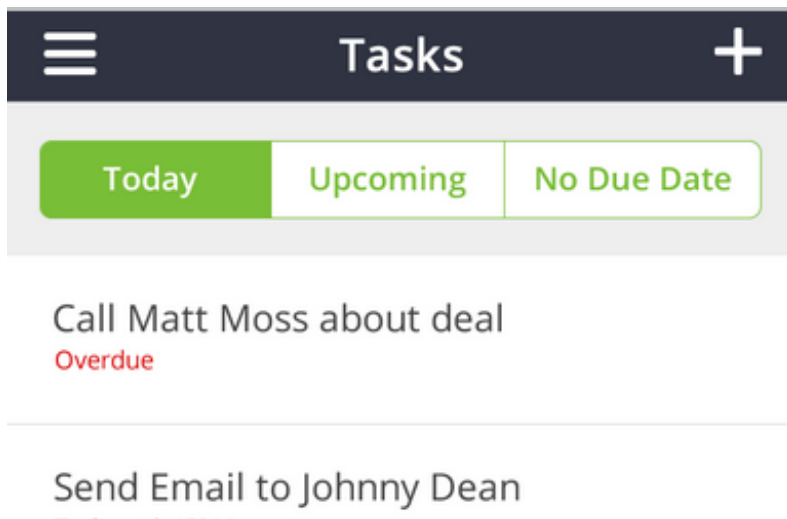 Tasks
Today Upcoming No Due Date
Call Matt Moss about deal
Overdue
Send Email to Johnny Dean